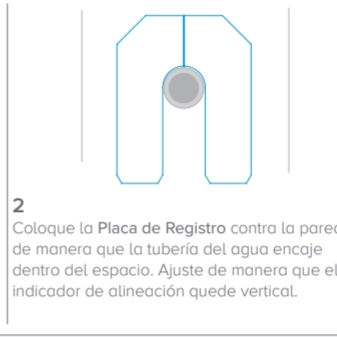 2
Coloque la Placa de Registro contra la pared
de manera que la tubería del agua encaje
dentro del espacio. Ajuste de manera que el
indicador de alineación quede vertical.